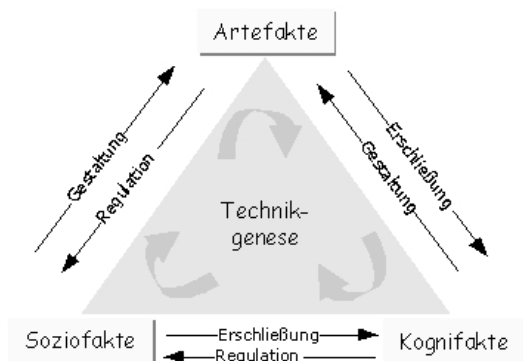 Artefakte
Gestaltung
Regulation
Erschließung
Gestaltung
Technik-
genese
Soziofakte
Erschließung
Regulation
Kognifakte